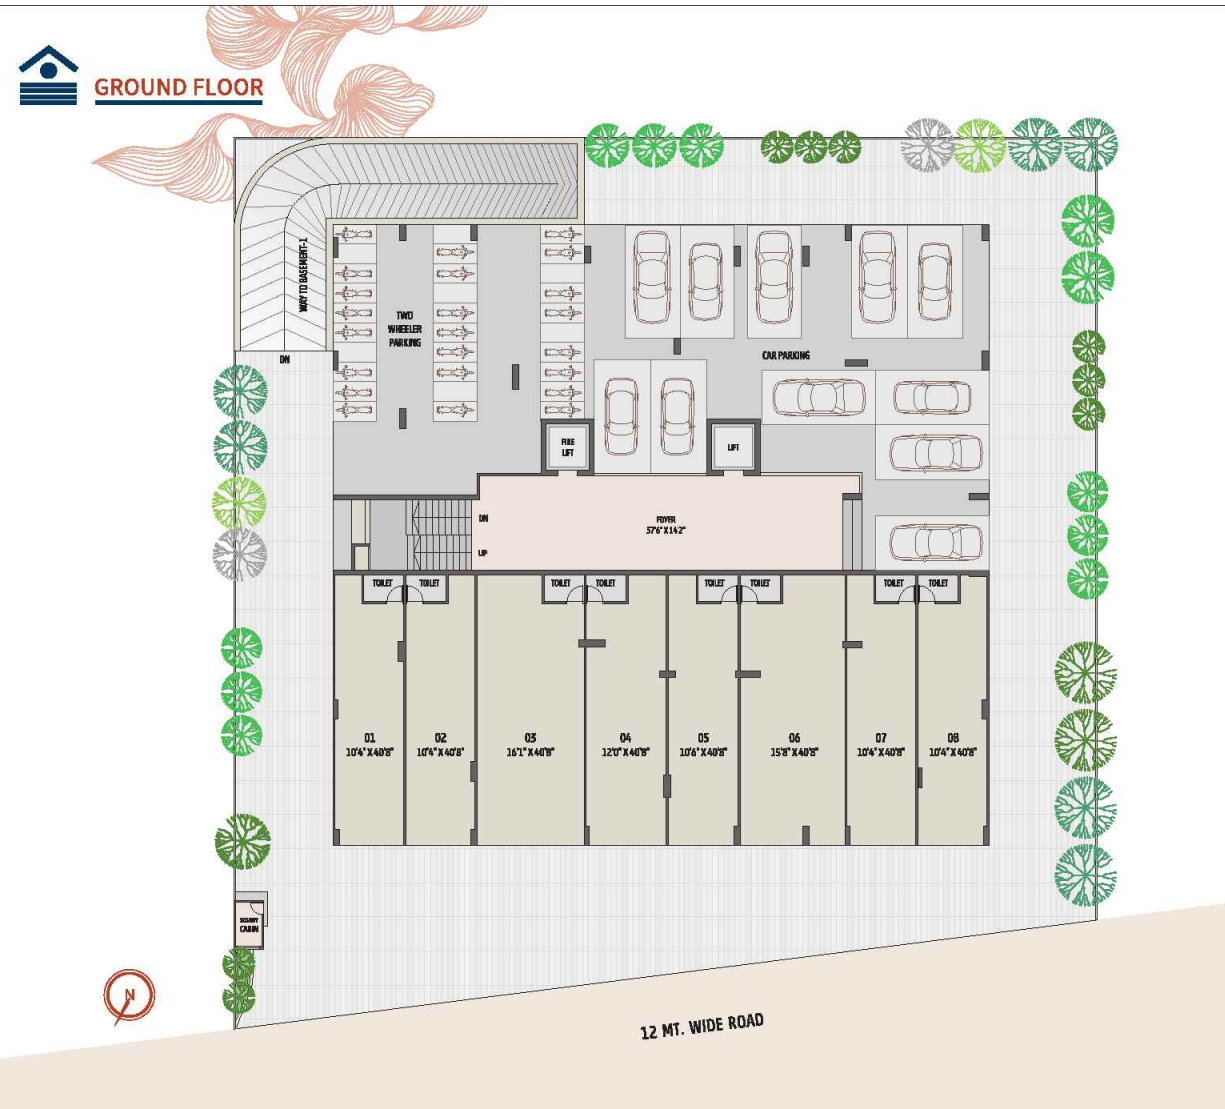 GROUND FLOOR
WAY TO BASEMENT-1
DN
TWO
WHEELER
PARKING
CAR PARKING
FIRE
LIFT
LIFT
FOYER
57'6" X 14'2"
DN
UP
TOILET
TOILET
TOILET
TOILET
TOILET
TOILET
TOILET
TOILET
01
10'4" X 40'8"
02
10'4" X 40'8"
03
16'1" X 40'8"
04
12'0" X 40'8"
05
10'6" X 40'8"
06
15'8" X 40'8"
07
10'4" X 40'8"
08
10'4" X 40'8"
SECURITY
CABIN
N
12 MT. WIDE ROAD